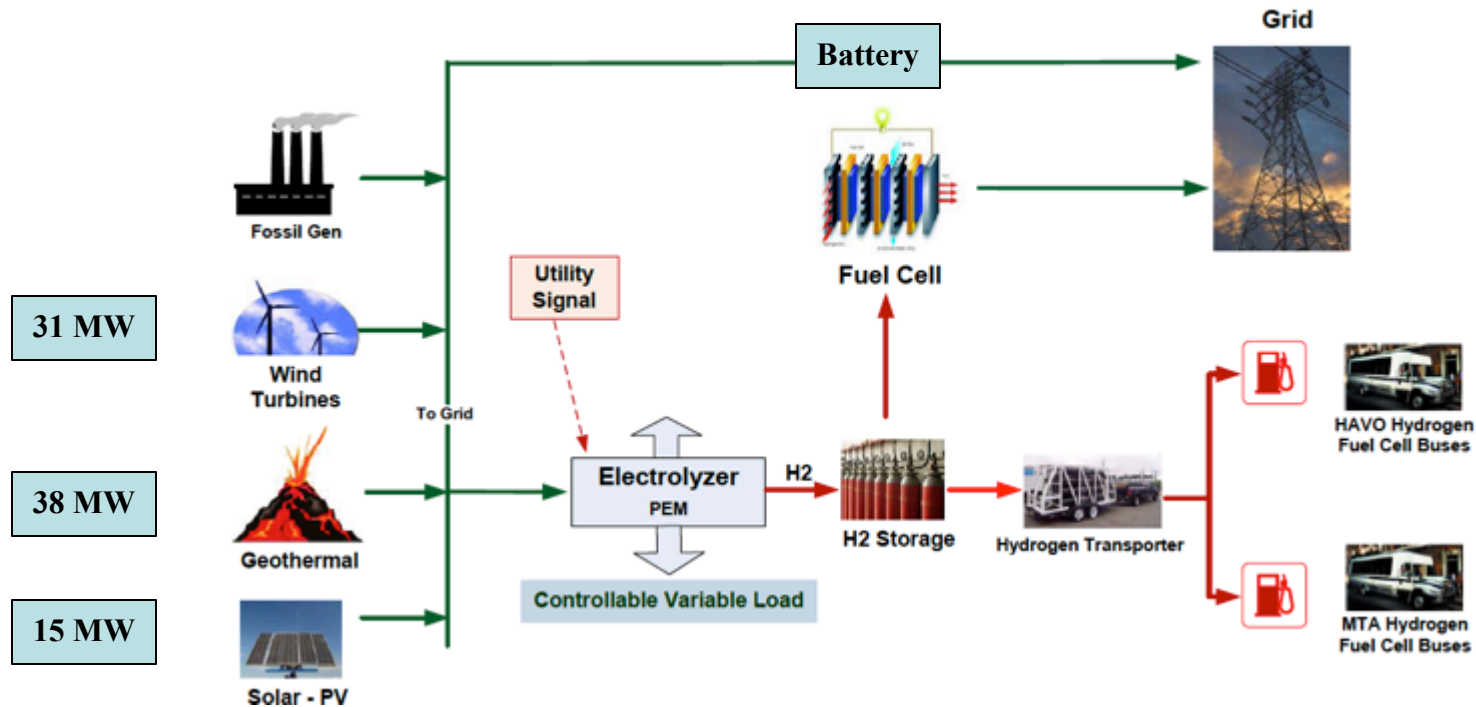 Grid
Battery
Fossil Gen
Fuel Cell
Utility
Signal
31 MW
Wind
Turbines
To Grid
HAVO Hydrogen
Fuel Cell Buses
Electrolyzer
PEM
H2
38 MW
Geothermal
H2 Storage
Hydrogen Transporter
Controllable Variable Load
15 MW
MTA Hydrogen
Fuel Cell Buses
Solar - PV